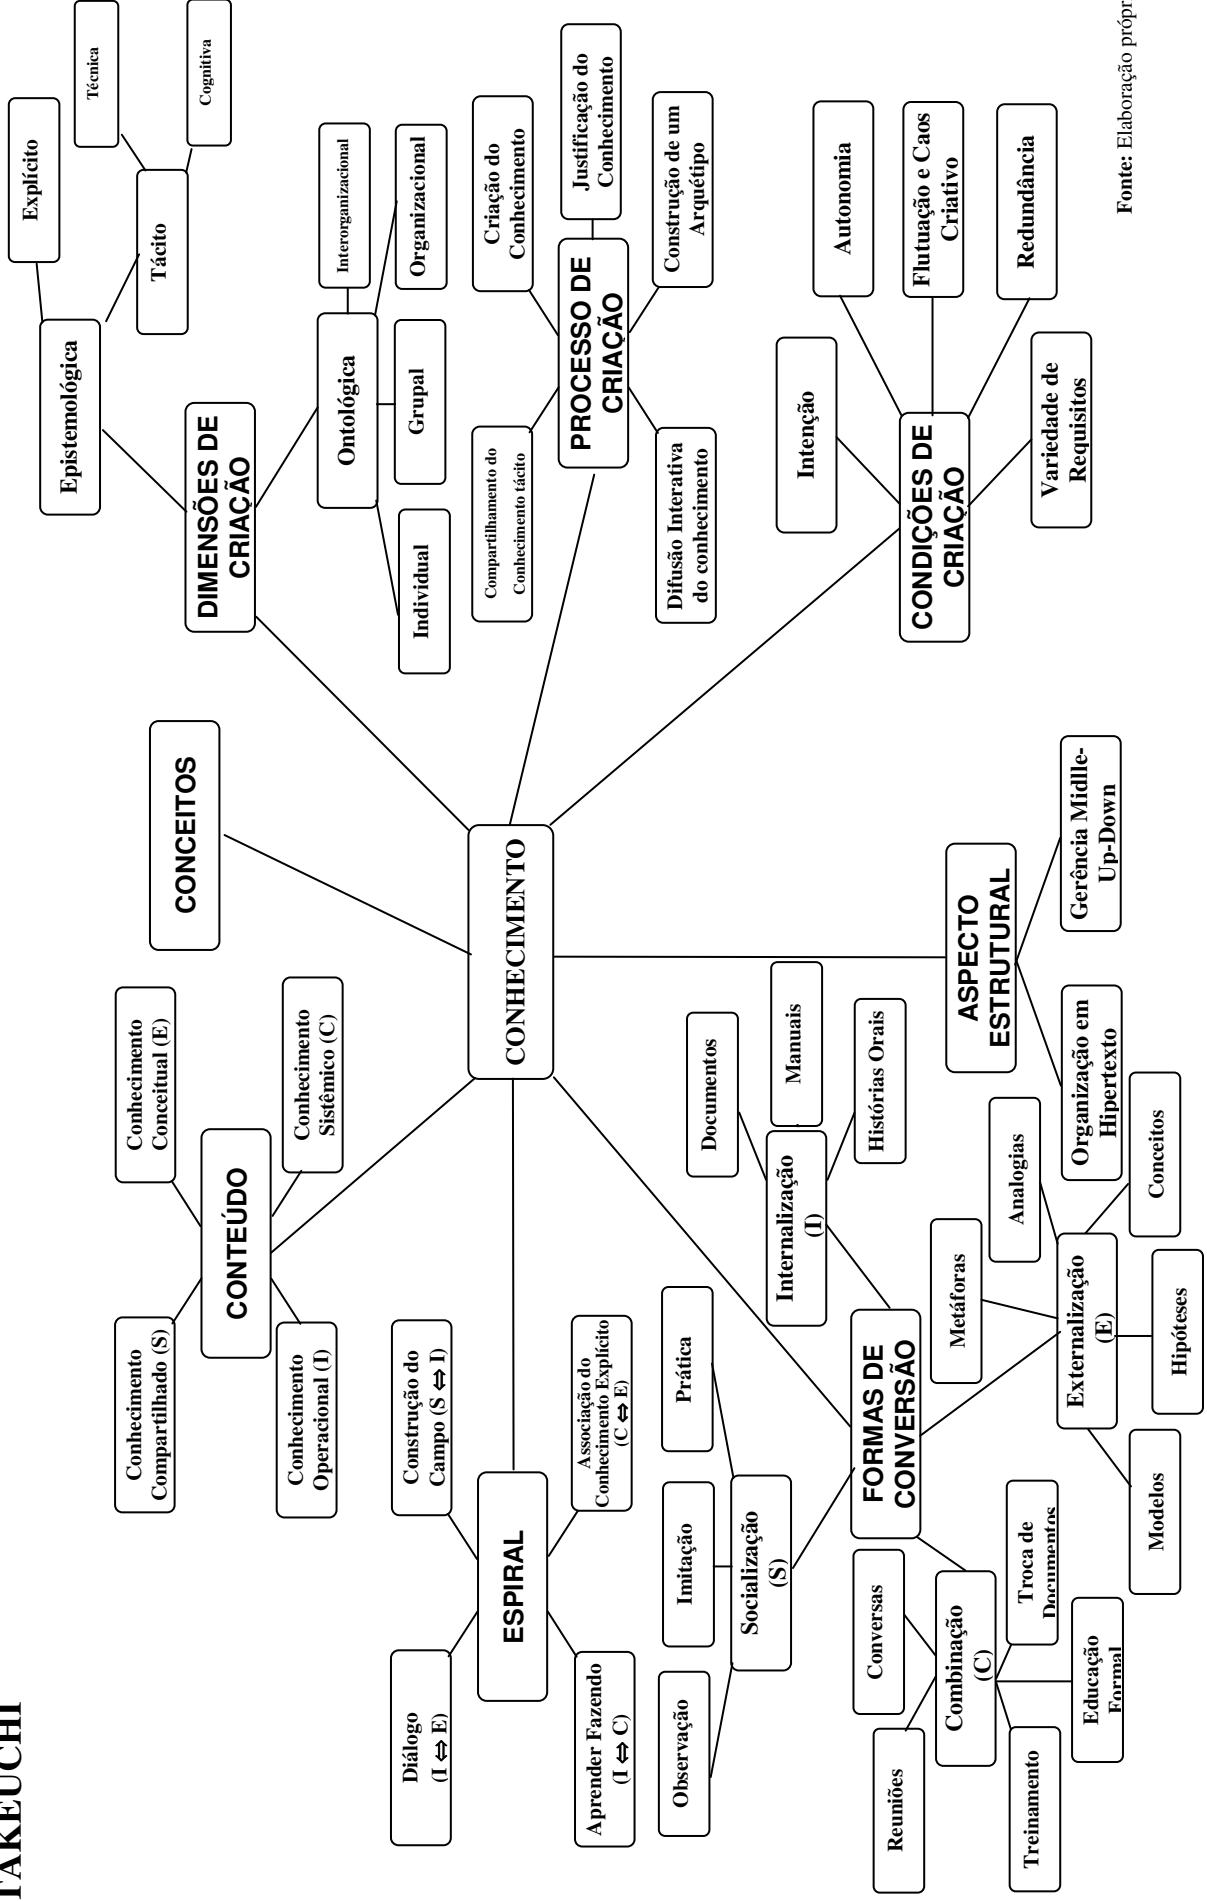 TAKEUCHI
Conhecimento
Compartilhado (S)
Conhecimento
Conceitual (E)
CONTEÚDO
Conhecimento
Operacional (I)
Conhecimento
Sistêmico (C)
CONCEITOS
DIMENSÕES DE
CRIAÇÃO
Epistemológica
Explícito
Tácito
Técnica
Cognitiva
Ontológica
Individual
Grupal
Organizacional
Interorganizacional
Diálogo
(I ⇔ E)
Construção do
Campo (S ⇔ I)
ESPIRAL
Aprender Fazendo
(I ⇔ C)
Associação do
Conhecimento Explícito
(C ⇔ E)
CONHECIMENTO
PROCESSO DE
CRIAÇÃO
Compartilhamento do
Conhecimento tácito
Criação do
Conhecimento
Justificação do
Conhecimento
Construção de um
Arquétipo
Difusão Interativa
do conhecimento
Observação
Imitação
Prática
Socialização
(S)
Documentos
Manuais
Histórias Orais
Internalização
(I)
FORMAS DE
CONVERSÃO
Reuniões
Conversas
Combinação
(C)
Treinamento
Educação
Formal
Troca de
Documentos
Metáforas
Analogias
Externalização
(E)
Modelos
Hipóteses
Conceitos
ASPECTO
ESTRUTURAL
Organização em
Hipertexto
Gerência Midlle-
Up-Down
CONDIÇÕES DE
CRIAÇÃO
Intenção
Autonomia
Flutuação e Caos
Criativo
Redundância
Variedade de
Requisitos
Fonte: Elaboração própr